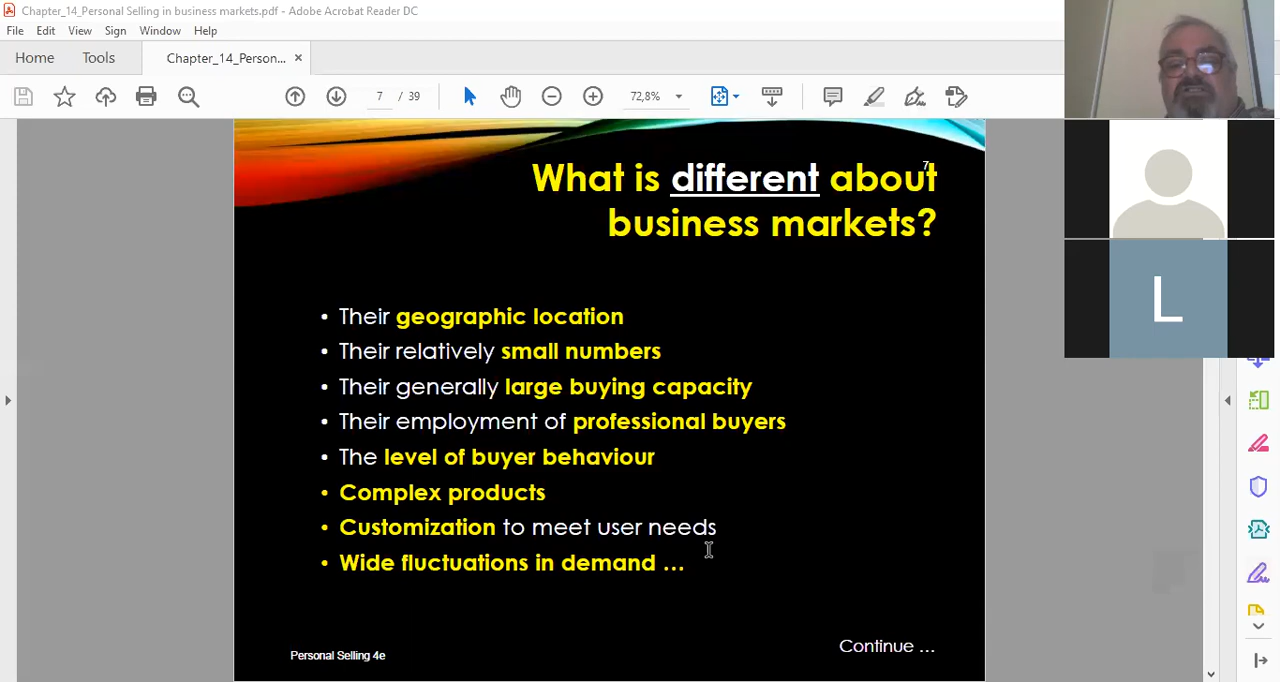 Chapter_14_Personal Selling in business markets.pdf - Adobe Acrobat Reader DC
File Edit View Sign Window Help
Home Tools Chapter_14_Person... ×
7 / 39 72,8%
7
What is different about
business markets?
• Their geographic location
• Their relatively small numbers
• Their generally large buying capacity
• Their employment of professional buyers
• The level of buyer behaviour
• Complex products
• Customization to meet user needs
• Wide fluctuations in demand ...
Continue ...
Personal Selling 4e
L